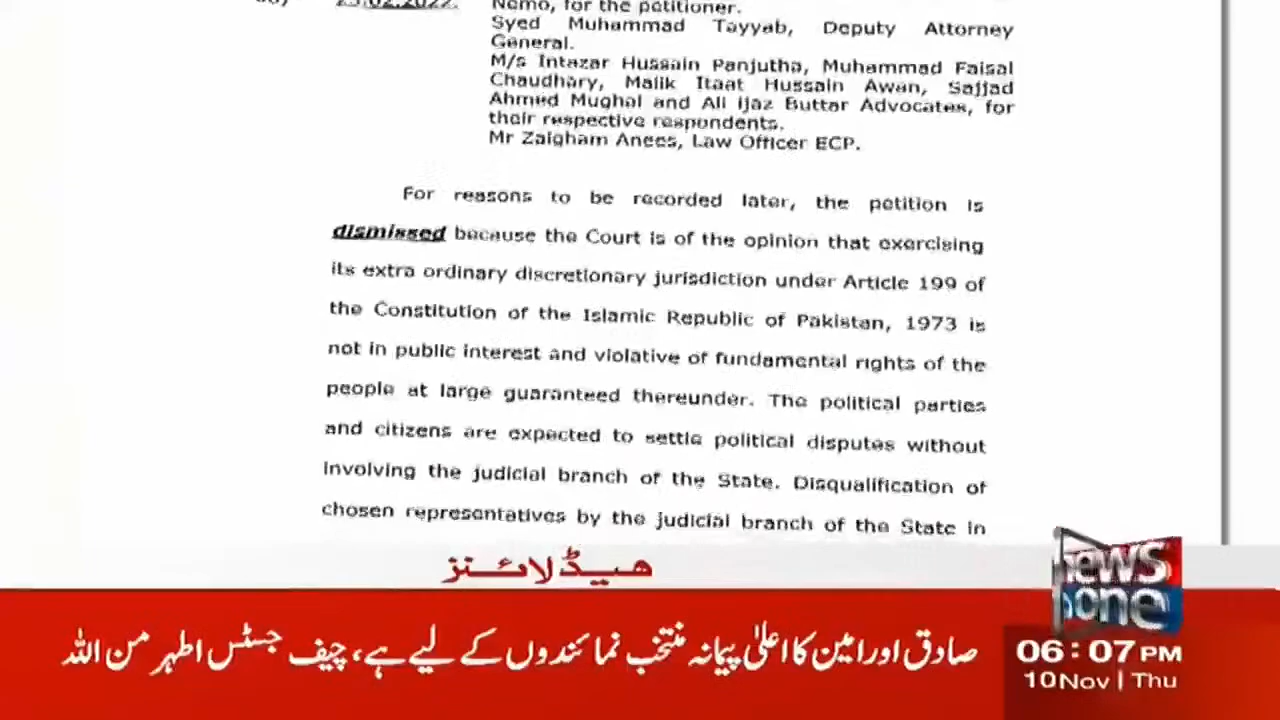 23.02.2022. Nemo, for the petitioner.
Syed Muhammad Tayyab, Deputy Attorney
General.
M/s Intazar Hussain Panjutha, Muhammad Faisal
Chaudhary, Malik Itaat Hussain Awan, Sajjad
Ahmed Mughal and Ali Ijaz Buttar Advocates, for
their respective respondents.
Mr Zaigham Anees, Law Officer ECP.
For reasons to be recorded later, the petition is
dismissed because the Court is of the opinion that exercising
its extra ordinary discretionary jurisdiction under Article 199 of
the Constitution of the Islamic Republic of Pakistan, 1973 is
not in public interest and violative of fundamental rights of the
people at large guaranteed thereunder. The political parties
and citizens are expected to settle political disputes without
involving the judicial branch of the State. Disqualification of
chosen representatives by the judicial branch of the State in
ہیڈلائنز
news
one
صادق اور امین کا اعلیٰ پیمانہ منتخب نمائندوں کے لیے ہے، چیف جسٹس اطہر من اللہ
06:07 PM
10 Nov | Thu